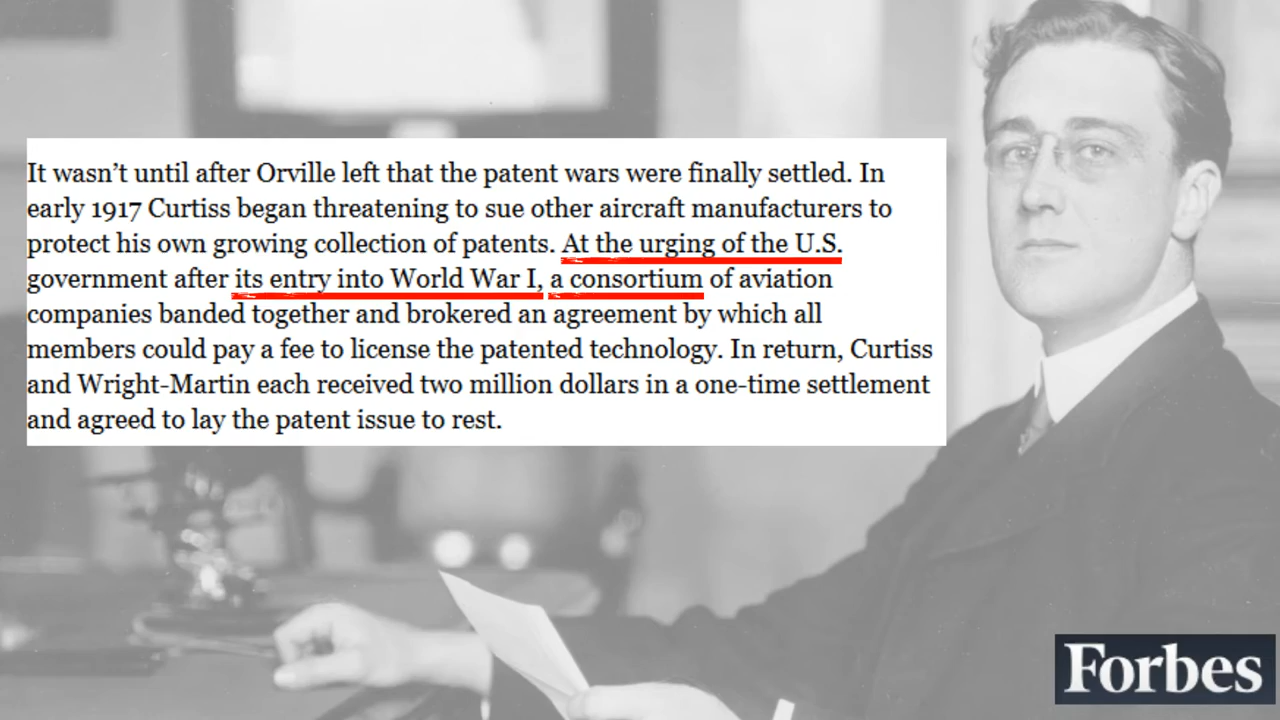 It wasn’t until after Orville left that the patent wars were finally settled. In
early 1917 Curtiss began threatening to sue other aircraft manufacturers to
protect his own growing collection of patents. At the urging of the U.S.
government after its entry into World War I, a consortium of aviation
companies banded together and brokered an agreement by which all
members could pay a fee to license the patented technology. In return, Curtiss
and Wright-Martin each received two million dollars in a one-time settlement
and agreed to lay the patent issue to rest.
Forbes